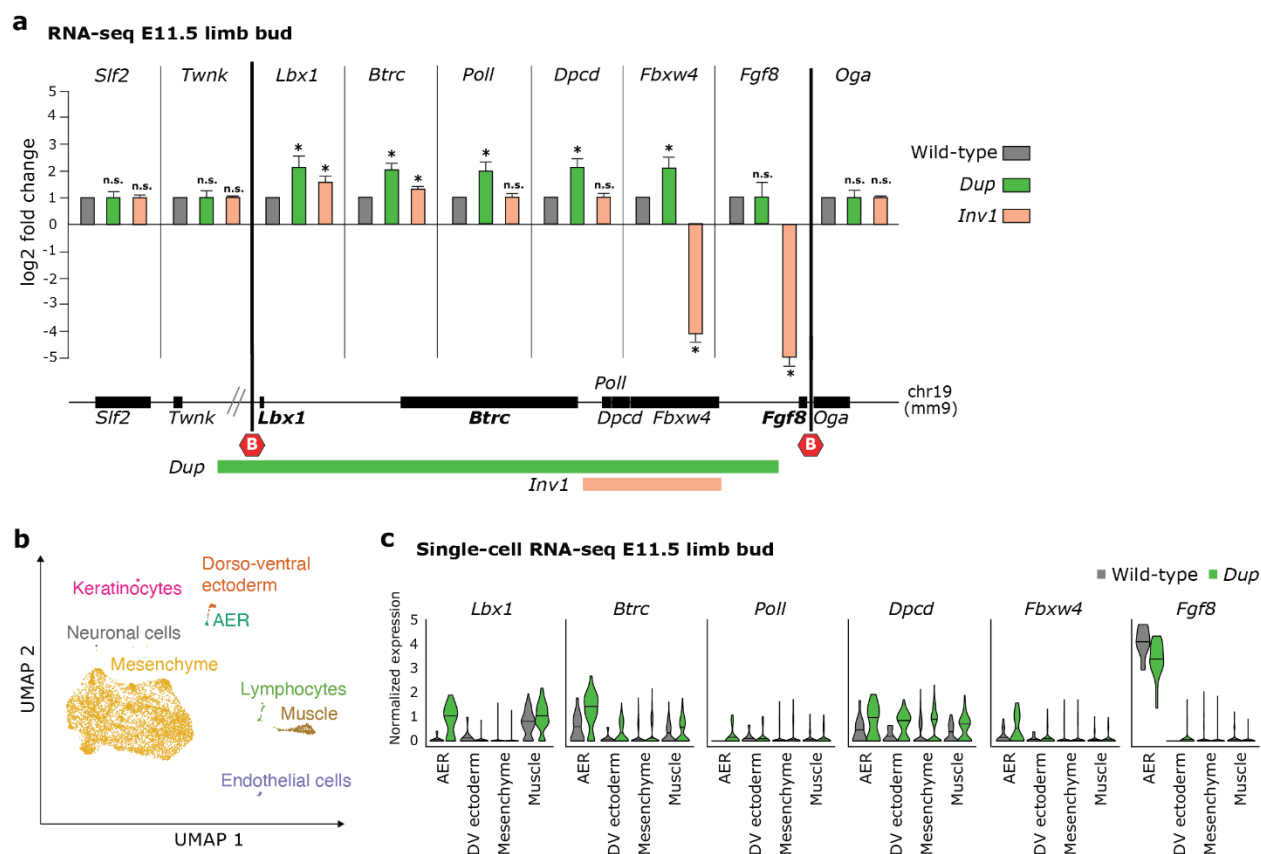 a RNA-seq E11.5 limb bud
Slf2 Twnk Lbx1 Btrc Poll Dpcd Fbxw4 Fgf8 Oga
log2 fold change
5
4
3
2
1
0
-1
-2
-3
-4
-5
n.s. n.s. n.s. n.s. * * * * * n.s. * n.s. * * n.s. * n.s. n.s.
Wild-type
Dup
Inv1
Poll
chr19
(mm9)
Slf2 Twnk // Lbx1 Btrc Dpcd Fbxw4 Fgf8 Oga
B B
Dup
Inv1
b
UMAP 2
UMAP 1
Keratinocytes
Dorso-ventral
ectoderm
AER
Neuronal cells
Mesenchyme
Lymphocytes
Muscle
Endothelial cells
c Single-cell RNA-seq E11.5 limb bud
Wild-type Dup
Lbx1 Btrc Poll Dpcd Fbxw4 Fgf8
Normalized expression
5
4
3
2
1
0
AER DV ectoderm Mesenchyme Muscle AER DV ectoderm Mesenchyme Muscle AER DV ectoderm Mesenchyme Muscle AER DV ectoderm Mesenchyme Muscle AER DV ectoderm Mesenchyme Muscle AER DV ectoderm Mesenchyme Muscle